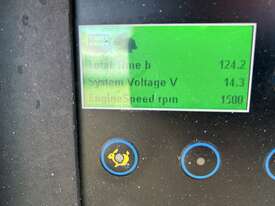 Total Time h 124.2
System Voltage V 14.3
Engine Speed rpm 1500